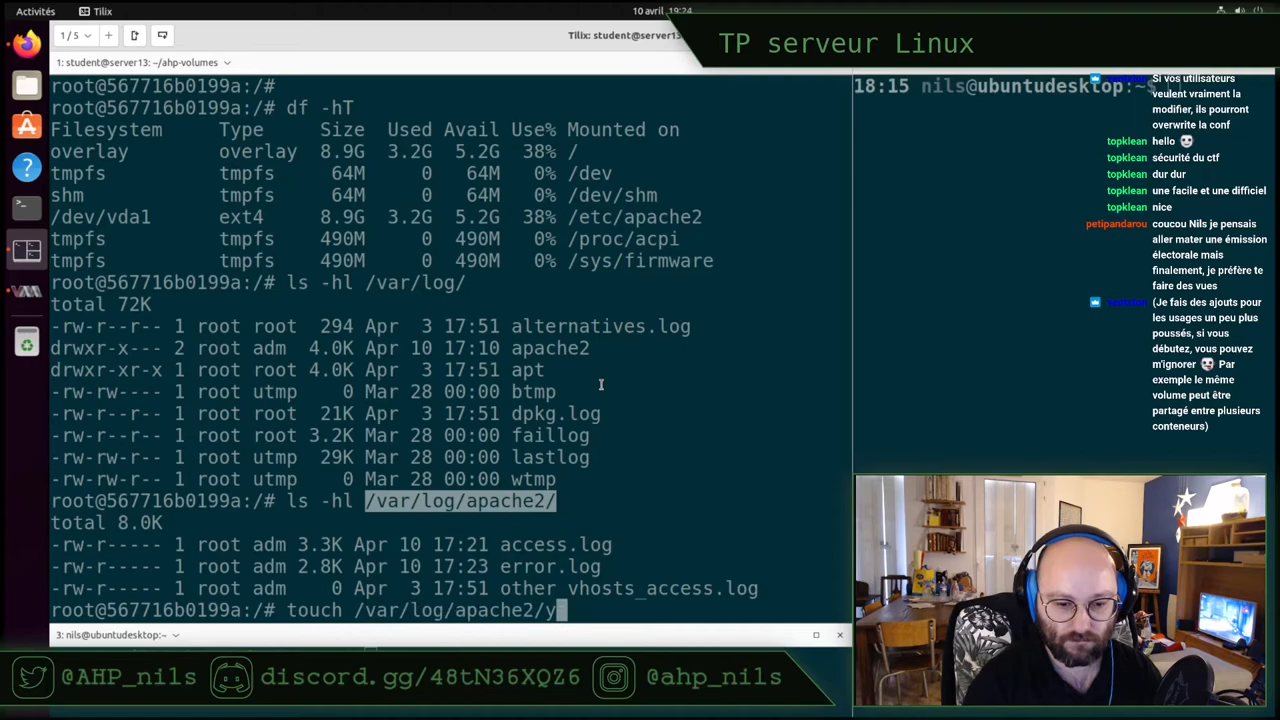 Activités
Tilix
10 avril 19:24
1 / 5
Tilix: student@server13
TP serveur Linux
1: student@server13: ~/ahp-volumes
root@567716b0199a:/#
root@567716b0199a:/# df -hT
Filesystem Type Size Used Avail Use% Mounted on
overlay overlay 8.9G 3.2G 5.2G 38% /
tmpfs tmpfs 64M 0 64M 0% /dev
shm tmpfs 64M 0 64M 0% /dev/shm
/dev/vda1 ext4 8.9G 3.2G 5.2G 38% /etc/apache2
tmpfs tmpfs 490M 0 490M 0% /proc/acpi
tmpfs tmpfs 490M 0 490M 0% /sys/firmware
root@567716b0199a:/# ls -hl /var/log/
total 72K
-rw-r--r-- 1 root root 294 Apr 3 17:51 alternatives.log
drwxr-x--- 2 root adm 4.0K Apr 10 17:10 apache2
drwxr-xr-x 1 root root 4.0K Apr 3 17:51 apt
-rw-rw---- 1 root utmp 0 Mar 28 00:00 btmp
-rw-r--r-- 1 root root 21K Apr 3 17:51 dpkg.log
-rw-r--r-- 1 root root 3.2K Mar 28 00:00 faillog
-rw-rw-r-- 1 root utmp 29K Mar 28 00:00 lastlog
-rw-rw-r-- 1 root utmp 0 Mar 28 00:00 wtmp
root@567716b0199a:/# ls -hl /var/log/apache2/
total 8.0K
-rw-r----- 1 root adm 3.3K Apr 10 17:21 access.log
-rw-r----- 1 root adm 2.8K Apr 10 17:23 error.log
-rw-r----- 1 root adm 0 Apr 3 17:51 other_vhosts_access.log
root@567716b0199a:/# touch /var/log/apache2/y
3: nils@ubuntudesktop:~
18:15 nils@ubuntudesktop:~$
Si vos utilisateurs
veulent vraiment la
modifier, ils pourront
overwrite la conf
topklean hello
topklean sécurité du ctf
topklean dur dur
topklean une facile et une difficiel
topklean nice
petipandarou coucou Nils je pensais
aller mater une émission
électorale mais
finalement, je préfère te
faire des vues
(Je fais des ajouts pour
les usages un peu plus
poussés, si vous
débutez, vous pouvez
m'ignorer Par
exemple le même
volume peut être
partagé entre plusieurs
conteneurs)
@AHP_nils
discord.gg/48tN36XQZ6
@ahp_nils